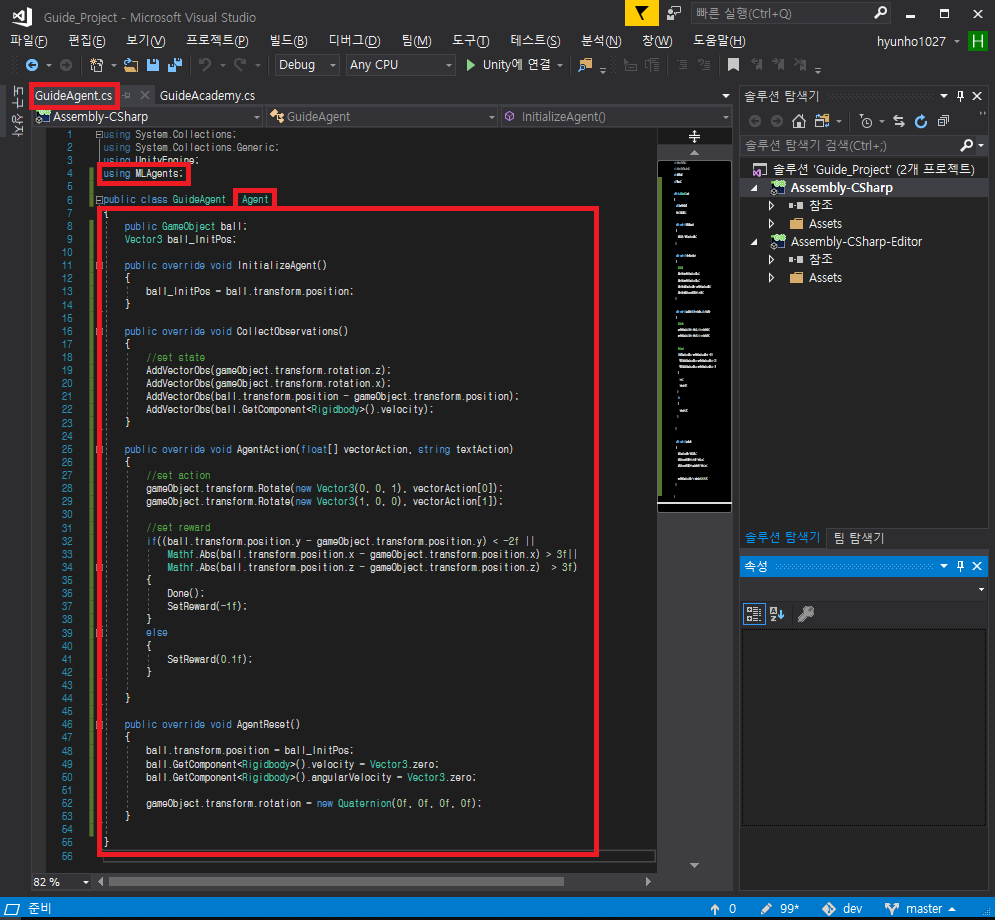 Guide_Project - Microsoft Visual Studio
빠른 실행(Ctrl+Q)
파일(F) 편집(E) 보기(V) 프로젝트(P) 빌드(B) 디버그(D) 팀(M) 도구(T) 테스트(S) 분석(N) 창(W) 도움말(H) hyunho1027 H
Debug Any CPU Unity에 연결
도구 상자
GuideAgent.cs GuideAcademy.cs
Assembly-CSharp GuideAgent InitializeAgent()
1 using System.Collections;
2 using System.Collections.Generic;
3 using UnityEngine;
4 using MLAgents;
5
6 public class GuideAgent Agent
7 {
8 public GameObject ball;
9 Vector3 ball_InitPos;
10
11 public override void InitializeAgent()
12 {
13 ball_InitPos = ball.transform.position;
14 }
15
16 public override void CollectObservations()
17 {
18 //set state
19 AddVectorObs(gameObject.transform.rotation.z);
20 AddVectorObs(gameObject.transform.rotation.x);
21 AddVectorObs(ball.transform.position - gameObject.transform.position);
22 AddVectorObs(ball.GetComponent<Rigidbody>().velocity);
23 }
24
25 public override void AgentAction(float[] vectorAction, string textAction)
26 {
27 //set action
28 gameObject.transform.Rotate(new Vector3(0, 0, 1), vectorAction[0]);
29 gameObject.transform.Rotate(new Vector3(1, 0, 0), vectorAction[1]);
30
31 //set reward
32 if((ball.transform.position.y - gameObject.transform.position.y) < -2f ||
33 Mathf.Abs(ball.transform.position.x - gameObject.transform.position.x) > 3f||
34 Mathf.Abs(ball.transform.position.z - gameObject.transform.position.z) > 3f)
35 {
36 Done();
37 SetReward(-1f);
38 }
39 else
40 {
41 SetReward(0.1f);
42 }
43
44 }
45
46 public override void AgentReset()
47 {
48 ball.transform.position = ball_InitPos;
49 ball.GetComponent<Rigidbody>().velocity = Vector3.zero;
50 ball.GetComponent<Rigidbody>().angularVelocity = Vector3.zero;
51
52 gameObject.transform.rotation = new Quaternion(0f, 0f, 0f, 0f);
53 }
54
55 }
56
82 %
솔루션 탐색기
솔루션 탐색기 검색(Ctrl+;)
솔루션 'Guide_Project' (2개 프로젝트)
Assembly-CSharp
참조
Assets
Assembly-CSharp-Editor
참조
Assets
솔루션 탐색기 팀 탐색기
속성
준비 0 99* dev master